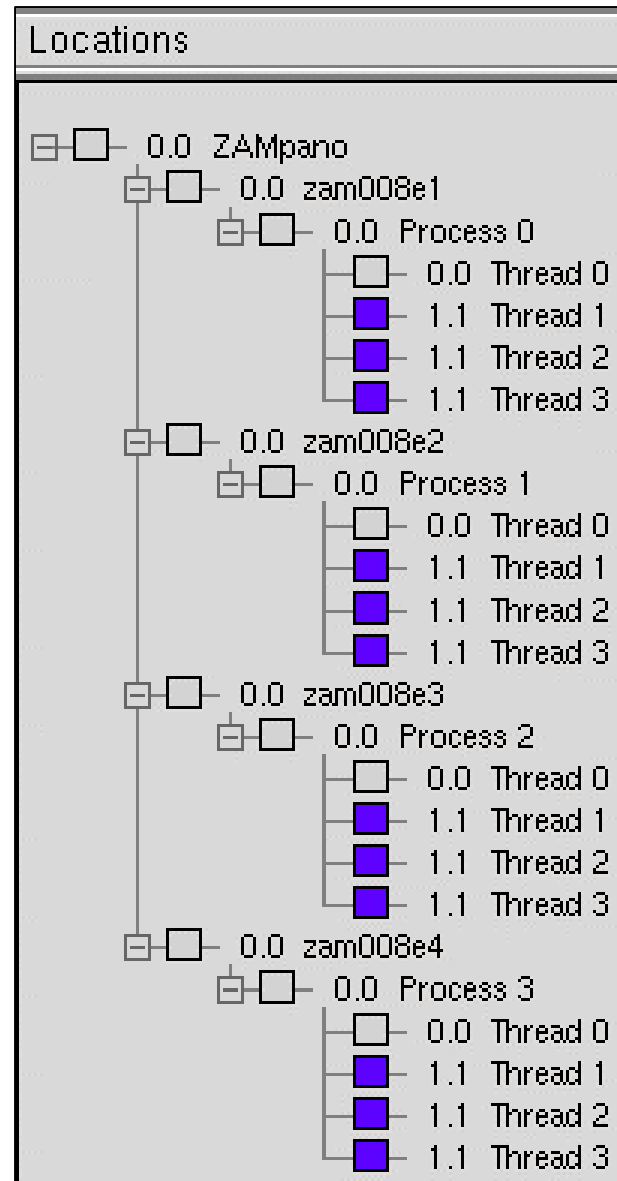 Locations
0.0 ZAMpano
0.0 zam008e1
0.0 Process 0
0.0 Thread 0
1.1 Thread 1
1.1 Thread 2
1.1 Thread 3
0.0 zam008e2
0.0 Process 1
0.0 Thread 0
1.1 Thread 1
1.1 Thread 2
1.1 Thread 3
0.0 zam008e3
0.0 Process 2
0.0 Thread 0
1.1 Thread 1
1.1 Thread 2
1.1 Thread 3
0.0 zam008e4
0.0 Process 3
0.0 Thread 0
1.1 Thread 1
1.1 Thread 2
1.1 Thread 3